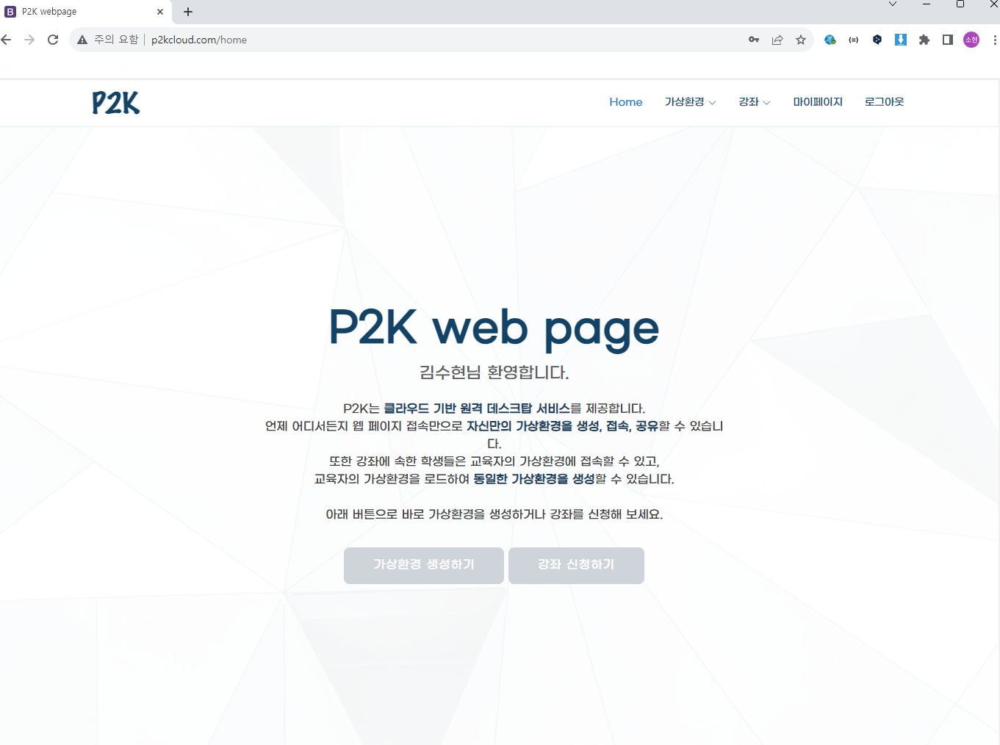 P2K webpage
주의 요함 p2kcloud.com/home
소현
P2K
Home 가상환경 강좌 마이페이지 로그아웃
P2K web page
김수현님 환영합니다.
P2K는 클라우드 기반 원격 데스크탑 서비스를 제공합니다.
언제 어디서든지 웹 페이지 접속만으로 자신만의 가상환경을 생성, 접속, 공유할 수 있습니
다.
또한 강좌에 속한 학생들은 교육자의 가상환경에 접속할 수 있고,
교육자의 가상환경을 로드하여 동일한 가상환경을 생성할 수 있습니다.
아래 버튼으로 바로 가상환경을 생성하거나 강좌를 신청해 보세요.
가상환경 생성하기 강좌 신청하기